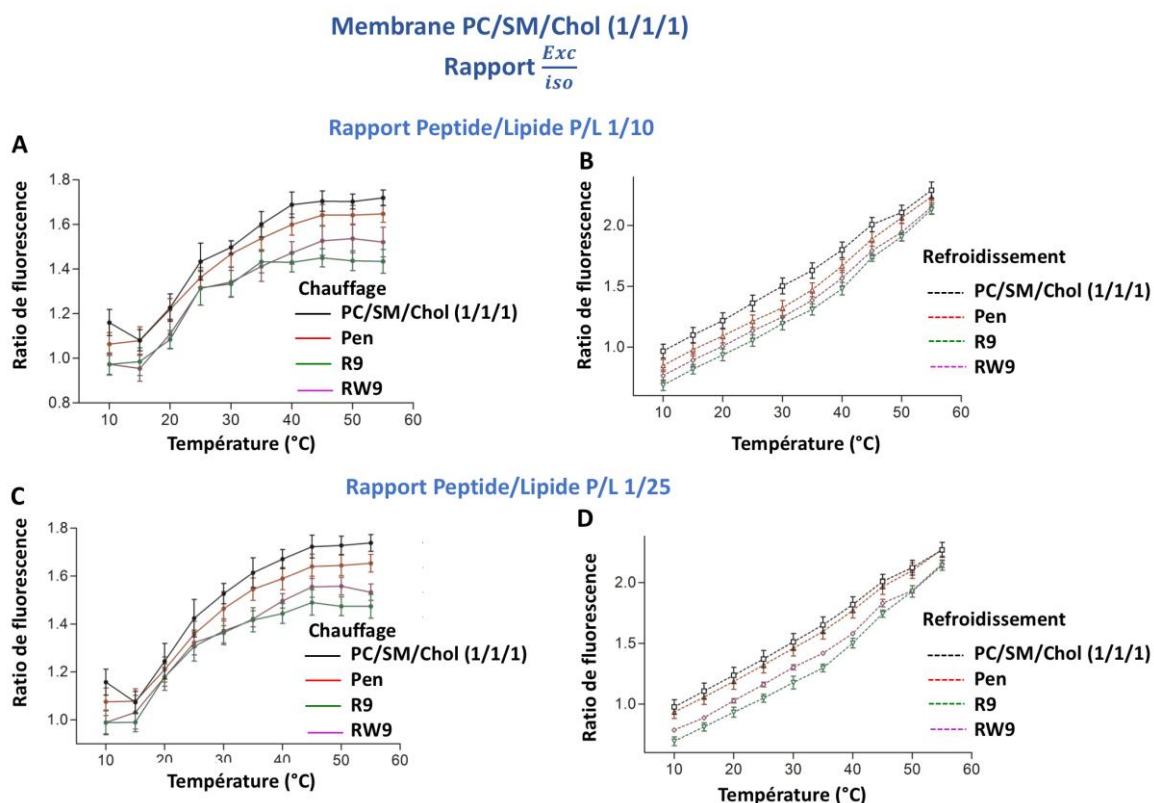 Membrane PC/SM/Chol (1/1/1)
Rapport Exc/iso
Rapport Peptide/Lipide P/L 1/10
A
Ratio de fluorescence
1.8
1.6
1.4
1.2
1.0
0.8
10 20 30 40 50 60
Température (°C)
Chauffage
PC/SM/Chol (1/1/1)
Pen
R9
RW9
B
Ratio de fluorescence
2.0
1.5
1.0
10 20 30 40 50 60
Température (°C)
Refroidissement
PC/SM/Chol (1/1/1)
Pen
R9
RW9
Rapport Peptide/Lipide P/L 1/25
C
Ratio de fluorescence
1.8
1.6
1.4
1.2
1.0
10 20 30 40 50 60
Température (°C)
Chauffage
PC/SM/Chol (1/1/1)
Pen
R9
RW9
D
Ratio de fluorescence
2.0
1.5
1.0
10 20 30 40 50 60
Température (°C)
Refroidissement
PC/SM/Chol (1/1/1)
Pen
R9
RW9